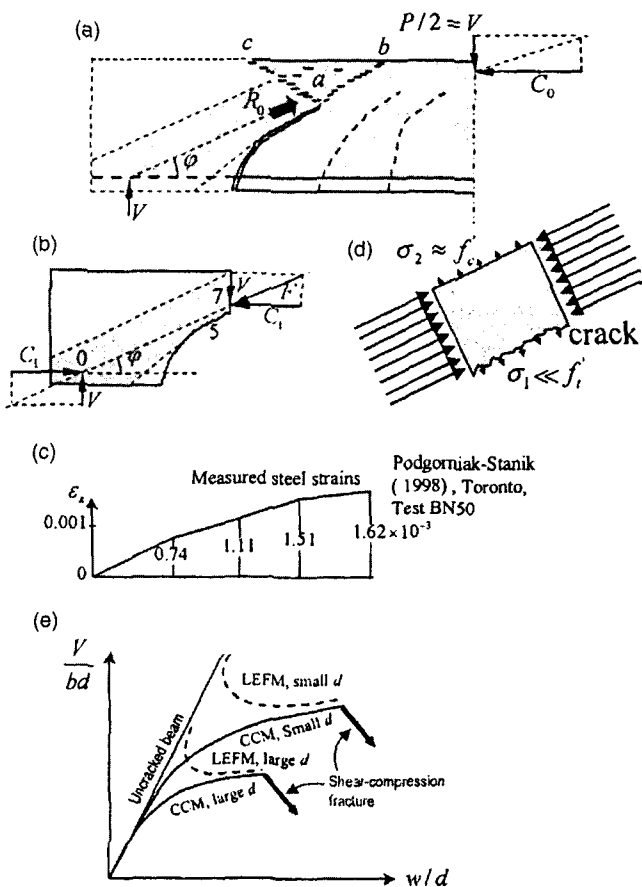 (a)
c
b
a
P/2 ≈ V
C₀
R₀
φ
V
(b)
7
V
F
C₁
5
C₁
0
φ
V
(d)
σ₂ ≈ f'c
crack
σ₁ ≪ f't
(c)
Measured steel strains
Podgorniak-Stanik
(1998), Toronto,
Test BN50
εs
0.001
0
0.74
1.11
1.51
1.62×10⁻³
(e)
V
bd
Uncracked beam
LEFM, small d
CCM, Small d
LEFM, large d
CCM, large d
Shear-compression
fracture
w/d